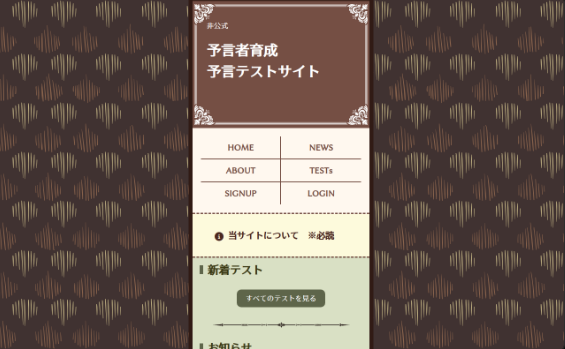 非公式
予言者育成
予言テストサイト
HOME
NEWS
ABOUT
TESTs
SIGNUP
LOGIN
当サイトについて ※必読
新着テスト
すべてのテストを見る
お知らせ